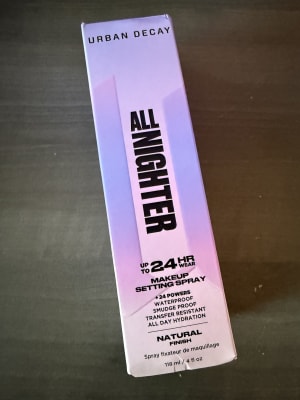 URBAN DECAY
ALL
NIGHTER
UP TO 24 HR WEAR
MAKEUP
SETTING SPRAY
+24 POWERS
WATERPROOF
SMUDGE PROOF
TRANSFER RESISTANT
ALL DAY HYDRATION
NATURAL
FINISH
Spray fixateur de maquillage
118 ml / 4 fl oz